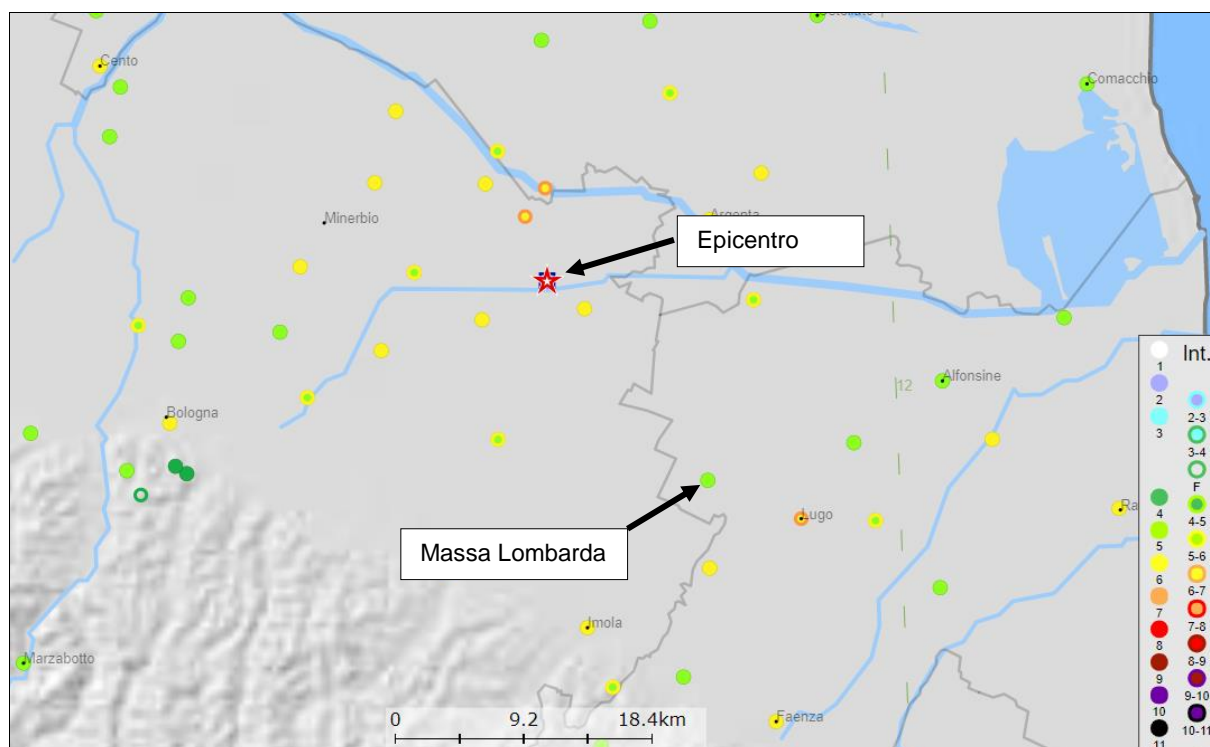 Cento
Comacchio
Minerbio
Argenta
Epicentro
12
Alfonsine
Bologna
Lugo
Massa Lombarda
Imola
Marzabotto
Faenza
0 9.2 18.4km
Int.
1
2
2-3
3
3-4
F
4
4-5
5
5-6
6
6-7
7
7-8
8
8-9
9
9-10
10
10-11
11